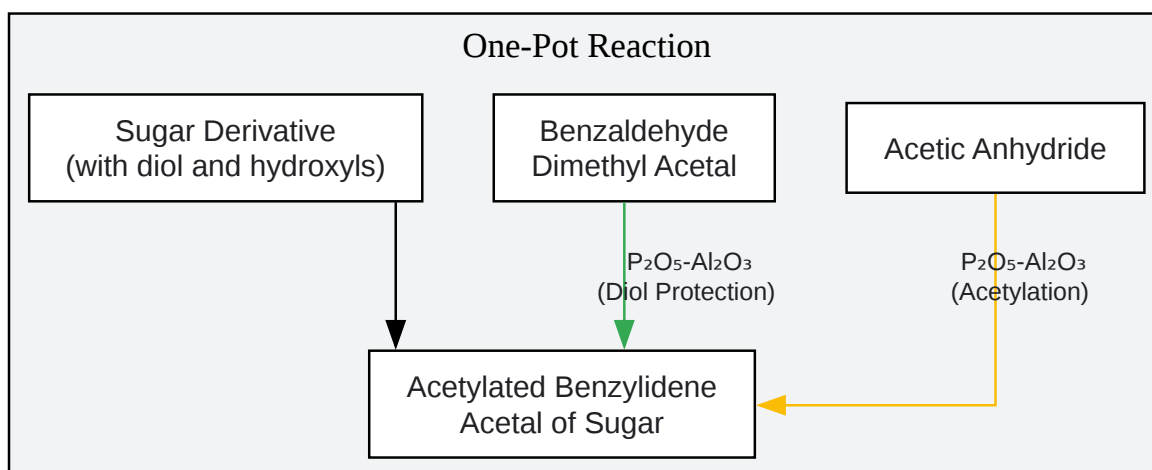 One-Pot Reaction
Sugar Derivative
(with diol and hydroxyls)
Benzaldehyde
Dimethyl Acetal
Acetic Anhydride
P₂O₅-Al₂O₃
(Diol Protection)
P₂O₅-Al₂O₃
(Acetylation)
Acetylated Benzylidene
Acetal of Sugar